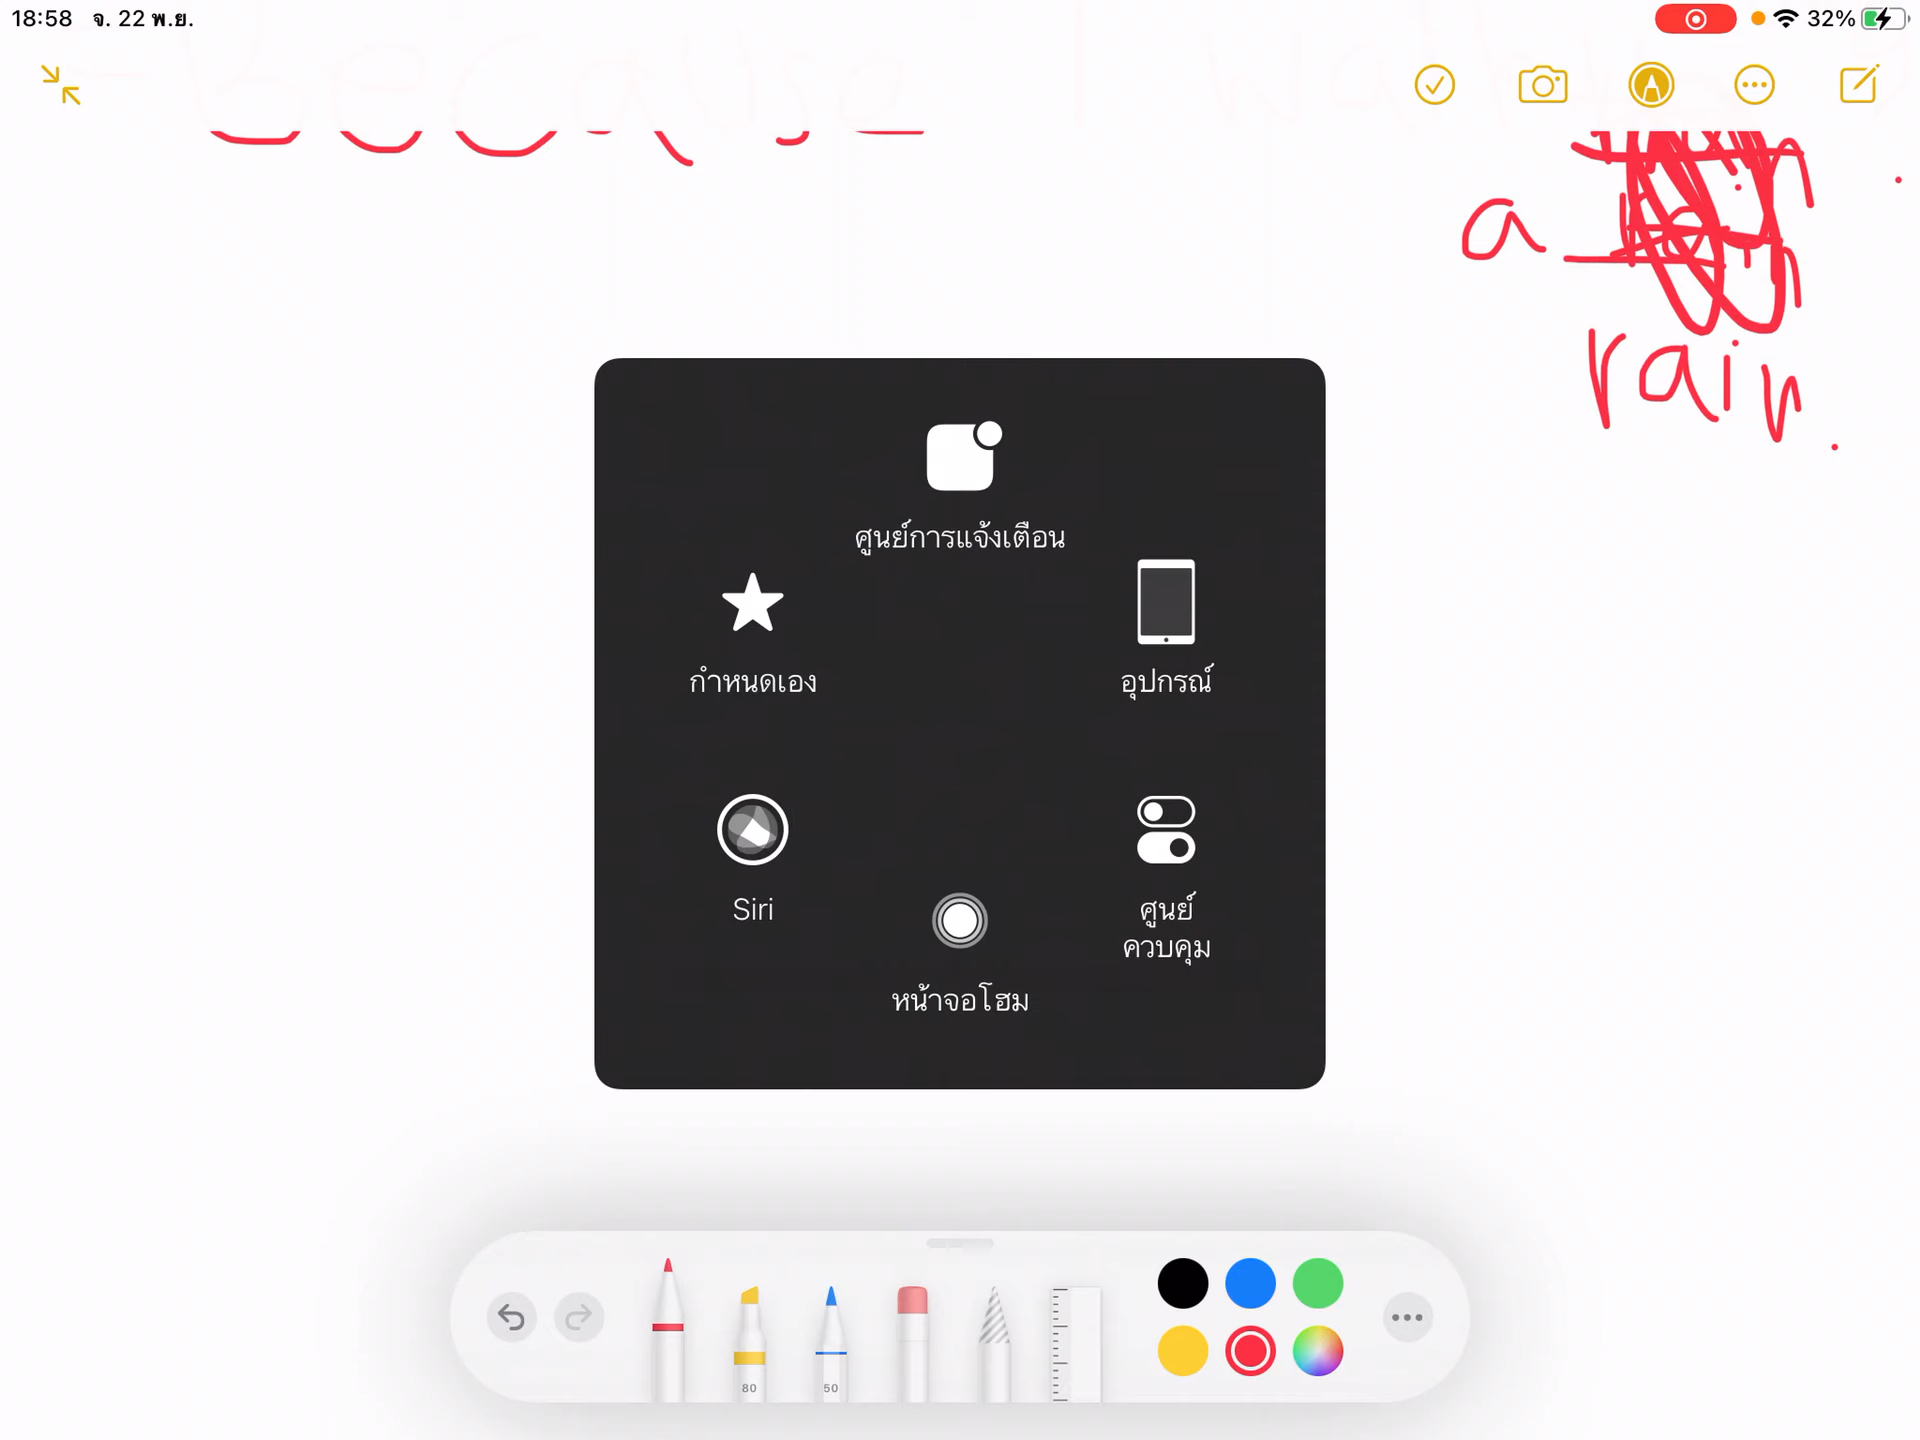 18:58 จ. 22 พ.ย. 32%
Because I walk
a
rain.
ศูนย์การแจ้งเตือน
กำหนดเอง อุปกรณ์
Siri ศูนย์
ควบคุม
หน้าจอโฮม
80 50